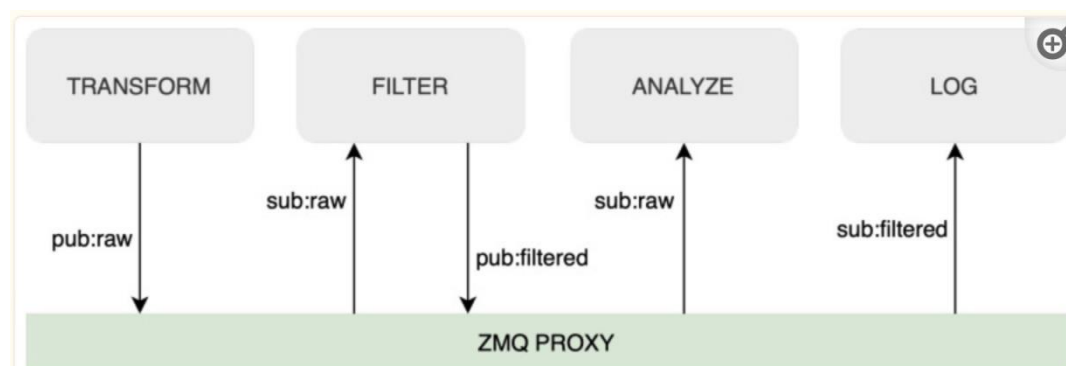 TRANSFORM
FILTER
ANALYZE
LOG
sub:raw
sub:raw
sub:filtered
pub:raw
pub:filtered
ZMQ PROXY